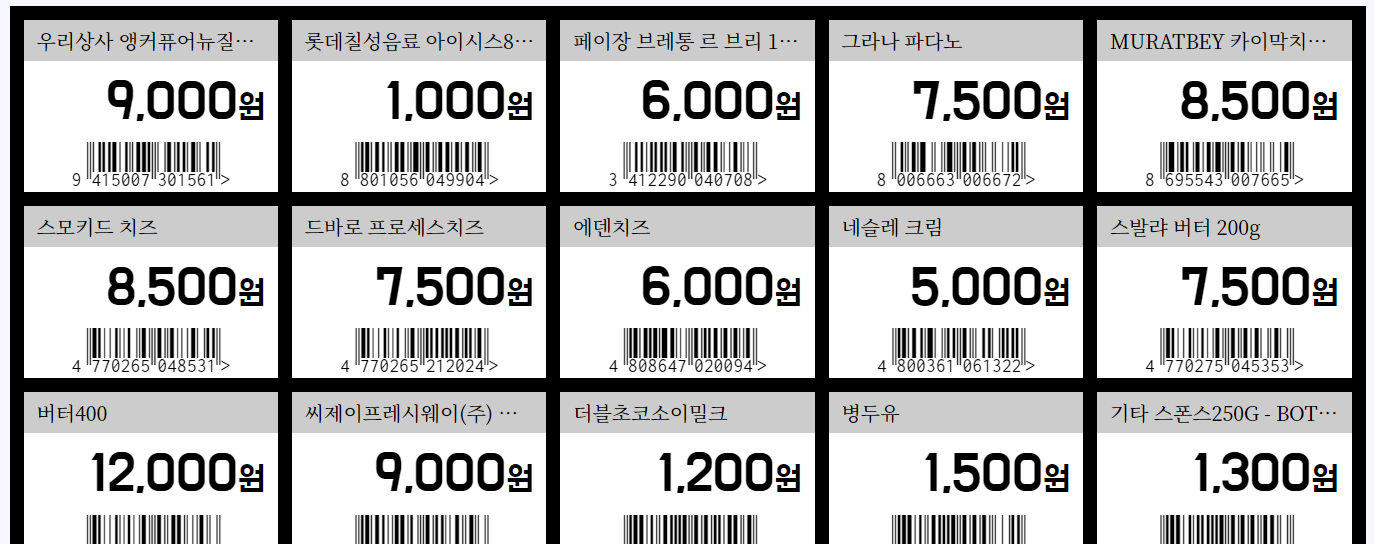 우리상사 앵커퓨어뉴질…
9,000원
9 415007 301561 >
롯데칠성음료 아이시스8…
1,000원
8 801056 049904 >
페이장 브레통 르 브리 1…
6,000원
3 412290 040708 >
그라나 파다노
7,500원
8 006663 006672 >
MURATBEY 카이막치…
8,500원
8 695543 007665 >
스모키드 치즈
8,500원
4 770265 048531 >
드바로 프로세스치즈
7,500원
4 770265 212024 >
에덴치즈
6,000원
4 808647 020094 >
네슬레 크림
5,000원
4 800361 061322 >
스발랴 버터 200g
7,500원
4 770275 045353 >
버터400
12,000원
씨제이프레시웨이(주) …
9,000원
더블초코소이밀크
1,200원
병두유
1,500원
기타 스폰스250G - BOT…
1,300원